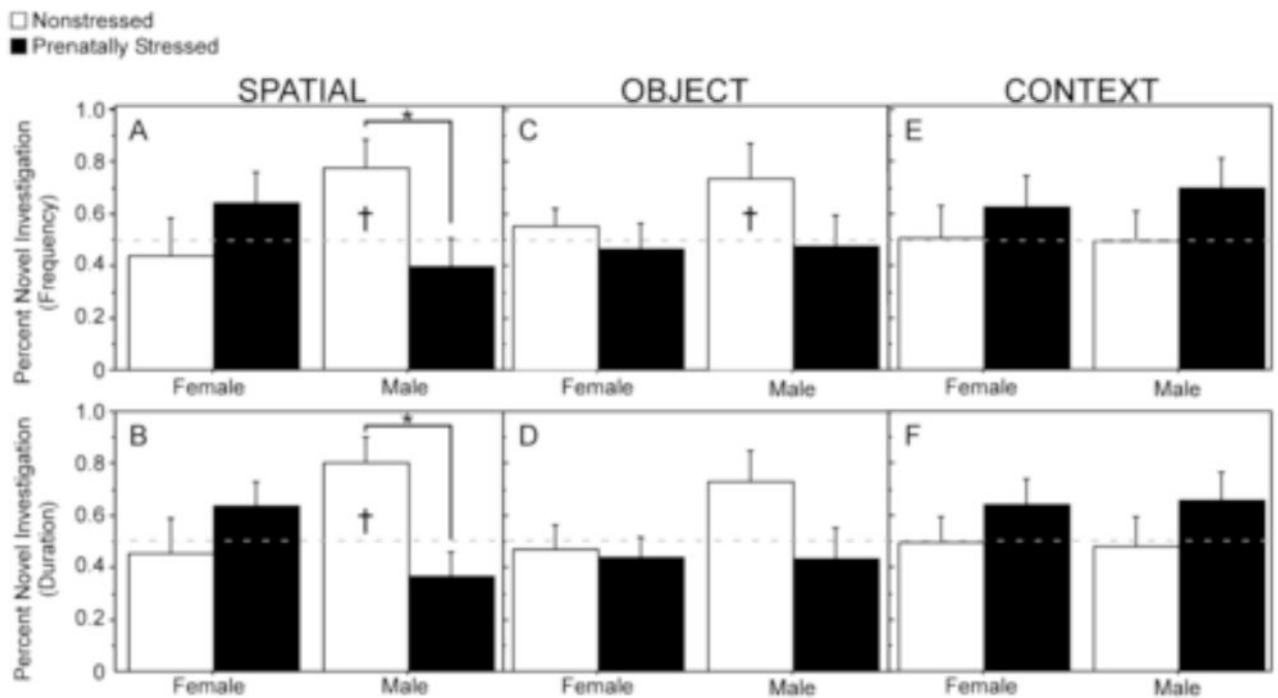 Nonstressed
Prenatally Stressed
SPATIAL OBJECT CONTEXT
Percent Novel Investigation
(Frequency)
1.0
0.8
0.6
0.4
0.2
0
A
*
†
C
†
E
Female Male Female Male Female Male
Percent Novel Investigation
(Duration)
1.0
0.8
0.6
0.4
0.2
0
B
*
†
D
F
Female Male Female Male Female Male